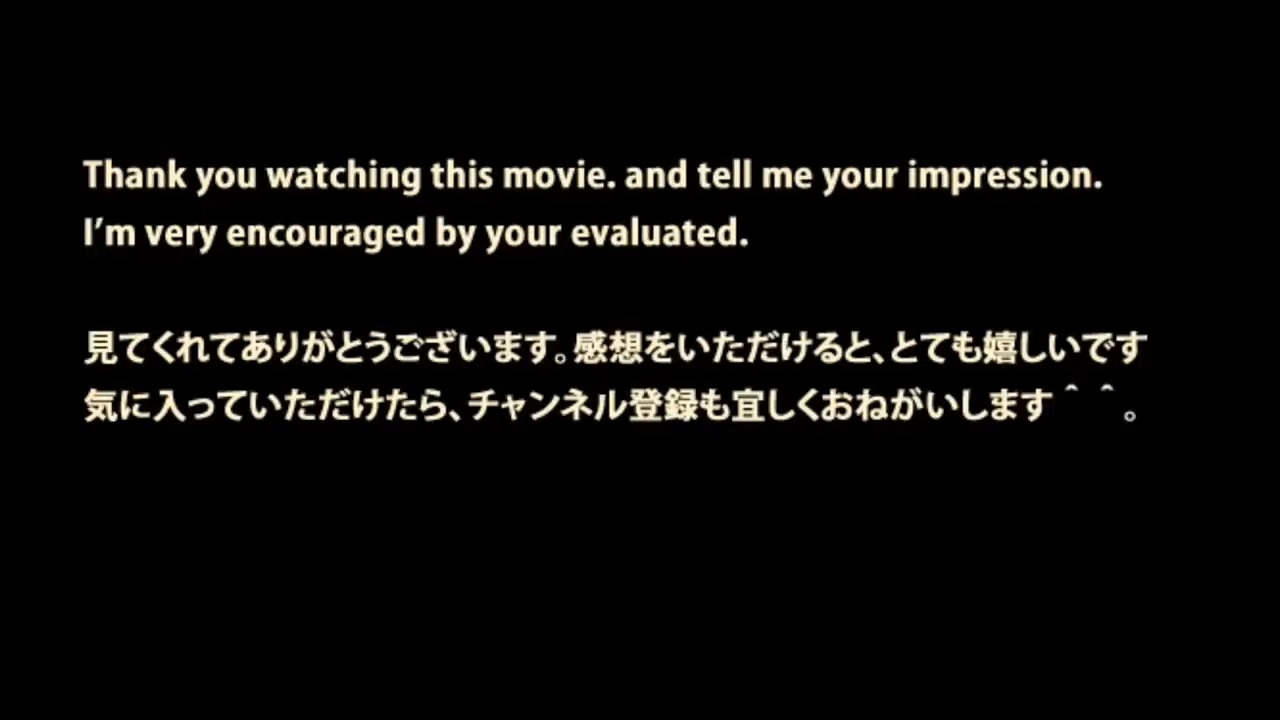 Thank you watching this movie. and tell me your impression.
I’m very encouraged by your evaluated.
見てくれてありがとうございます。感想をいただけると、とても嬉しいです
気に入っていただけたら、チャンネル登録も宜しくおねがいします＾＾。